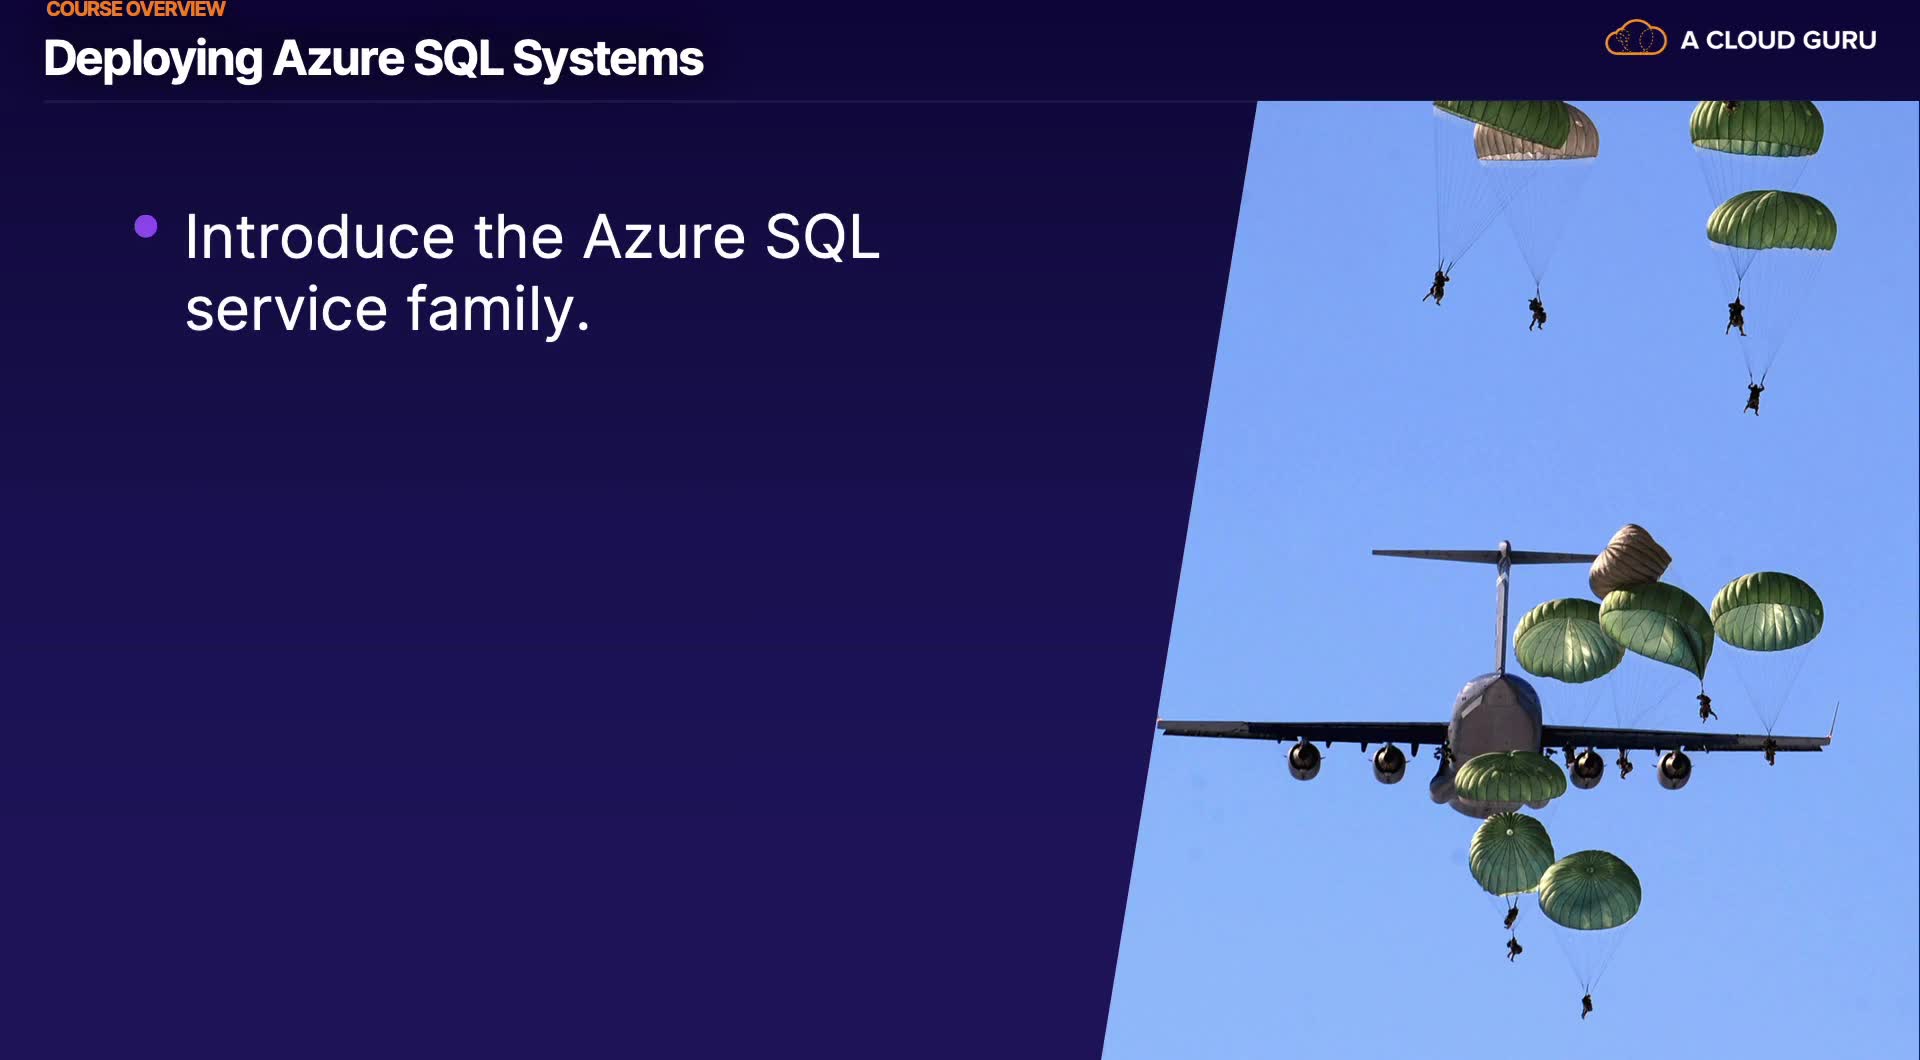 COURSE OVERVIEW
Deploying Azure SQL Systems
A CLOUD GURU
Introduce the Azure SQL
service family.